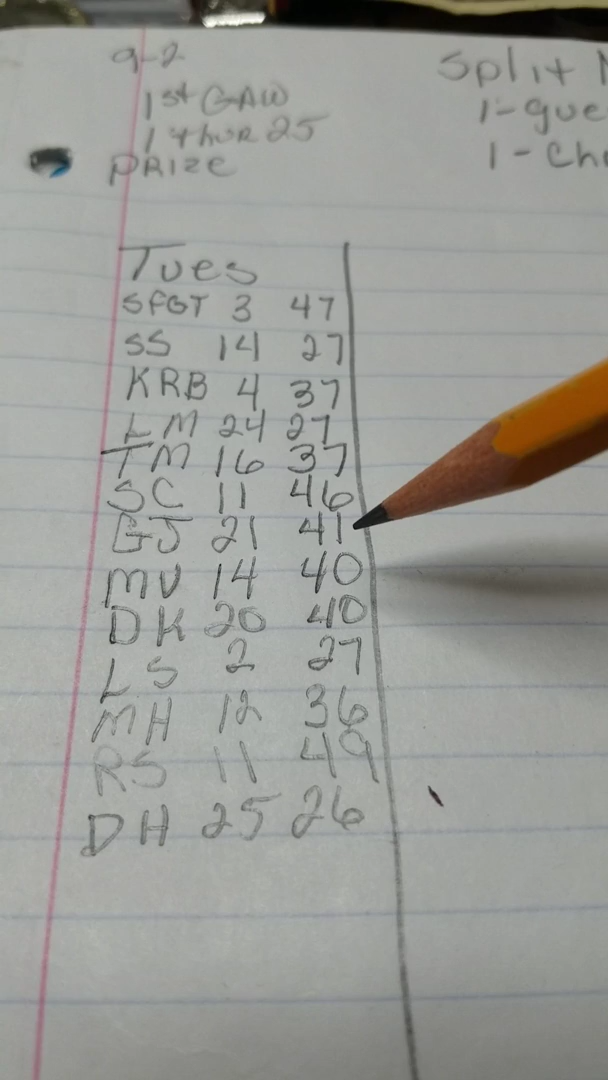 9-2
1st GAW
1 thur 25
PRIZE
Split
1-gue
1-Cho
Tues
SFGT 3 47
SS 14 27
KRB 4 37
LM 24 27
TM 16 37
SC 11 46
GJ 21 41
MV 14 40
DK 20 40
LS 2 27
MH 12 36
RS 11 49
DH 25 26